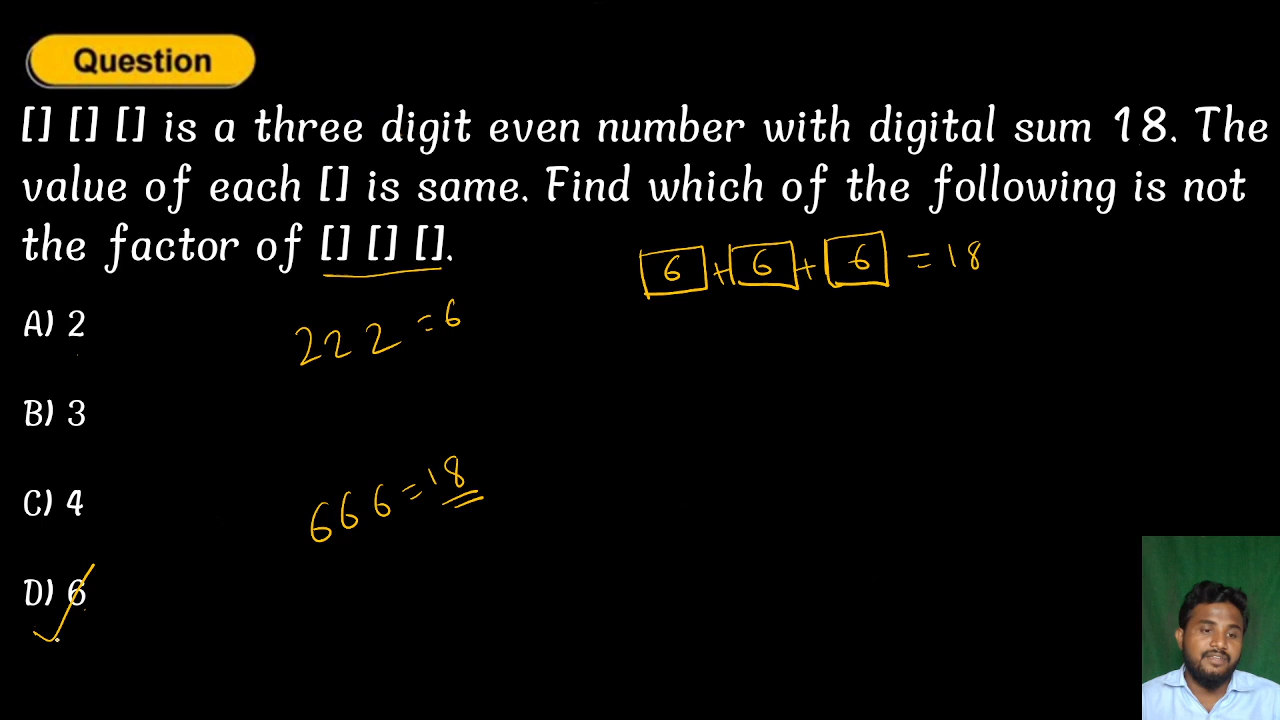 Question
[] [] [] is a three digit even number with digital sum 18. The
value of each [] is same. Find which of the following is not
the factor of [] [] [].
6 + 6 + 6 = 18
A) 2
222 = 6
B) 3
666 = 18
C) 4
D) 6